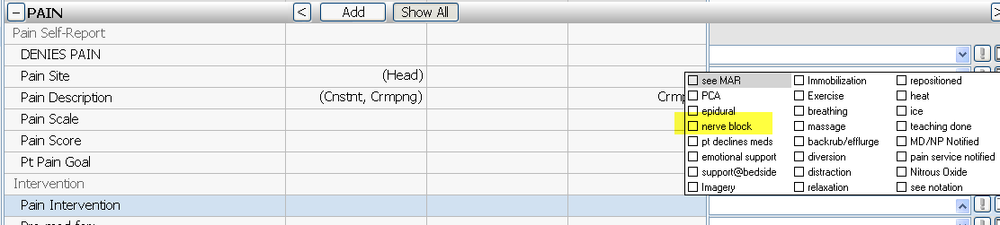 PAIN < Add Show All
Pain Self-Report
DENIES PAIN
Pain Site (Head)
Pain Description (Cnstnt, Crmpng)
Pain Scale
Pain Score
Pt Pain Goal
Intervention
Pain Intervention
see MAR Immobilization repositioned
PCA Exercise heat
epidural breathing ice
nerve block massage teaching done
pt declines meds backrub/efflurge MD/NP Notified
emotional support diversion pain service notified
support@bedside distraction Nitrous Oxide
Imagery relaxation see notation